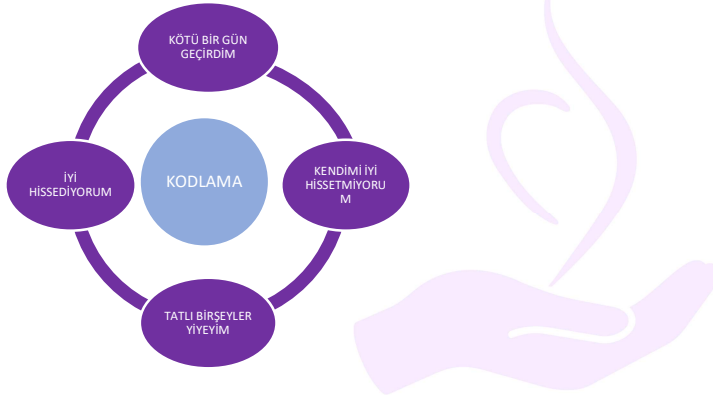 KÖTÜ BİR GÜN
GEÇİRDİM
KENDİMİ İYİ
HİSSETMİYORU
M
TATLI BİRŞEYLER
YİYEYİM
İYİ
HİSSEDİYORUM
KODLAMA